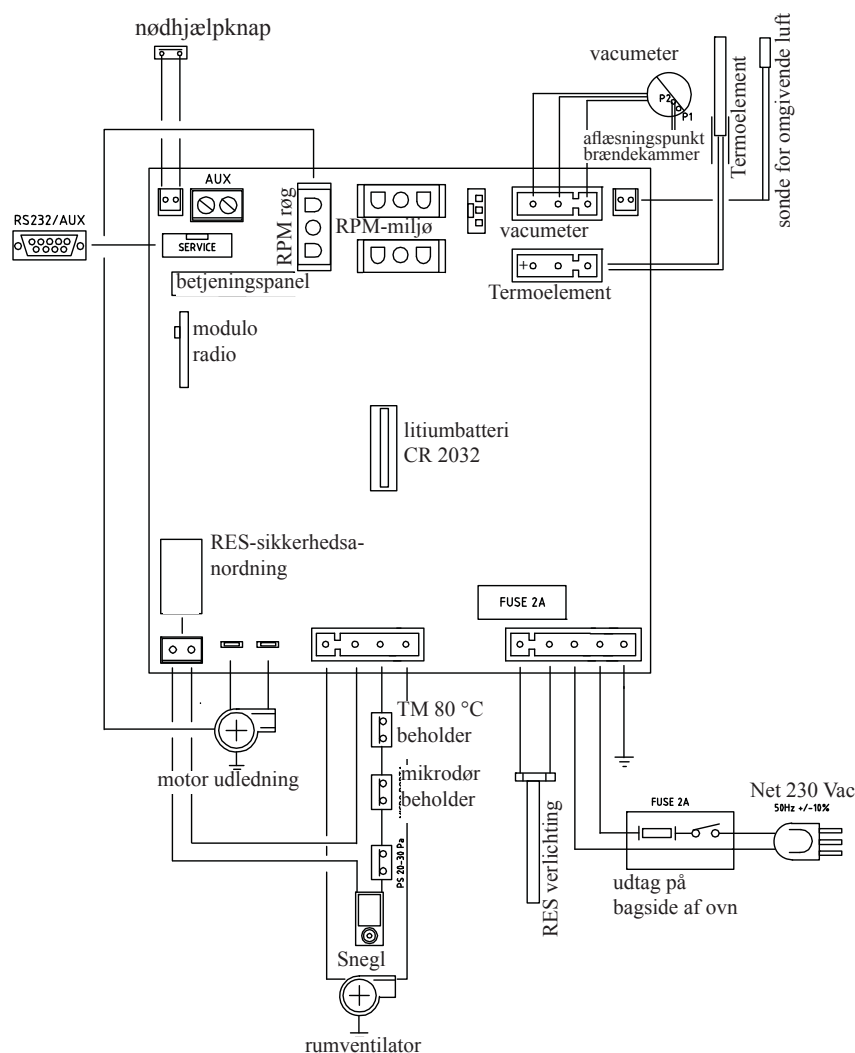 nødhjælpknap
vacumeter
P2
P1
aflæsningspunkt
brændekammer
Termoelement
sonde for omgivende luft
AUX
RS232/AUX
SERVICE
RPM røg
RPM-miljø
vacumeter
betjeningspanel
+
Termoelement
modulo
radio
litiumbatteri
CR 2032
RES-sikkerhedsa-
nordning
FUSE 2A
TM 80 °C
beholder
motor udledning
mikrodør
beholder
PS 20-30 Pa
Snegl
rumventilator
RES verlichting
FUSE 2A
Net 230 Vac
50Hz +/-10%
udtag på
bagside af ovn